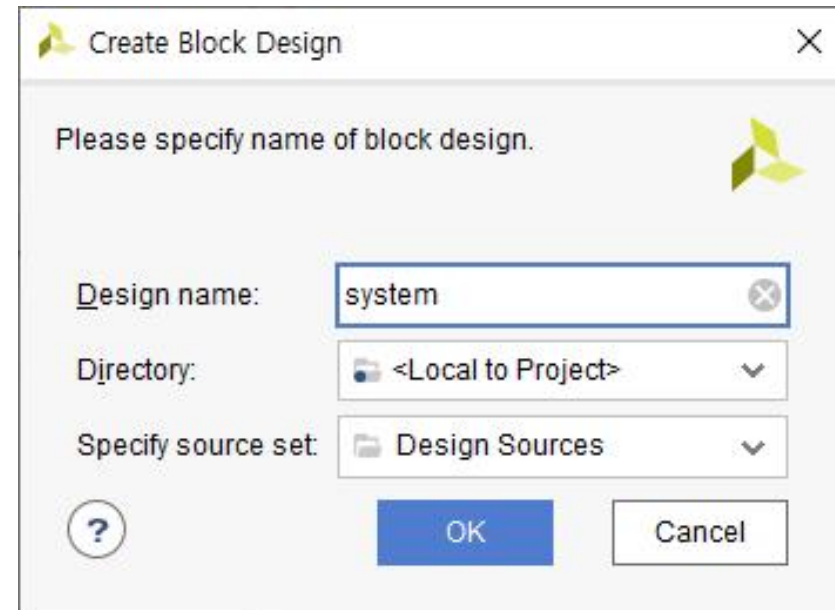 Create Block Design
Please specify name of block design.
Design name: system
Directory: <Local to Project>
Specify source set: Design Sources
? OK Cancel